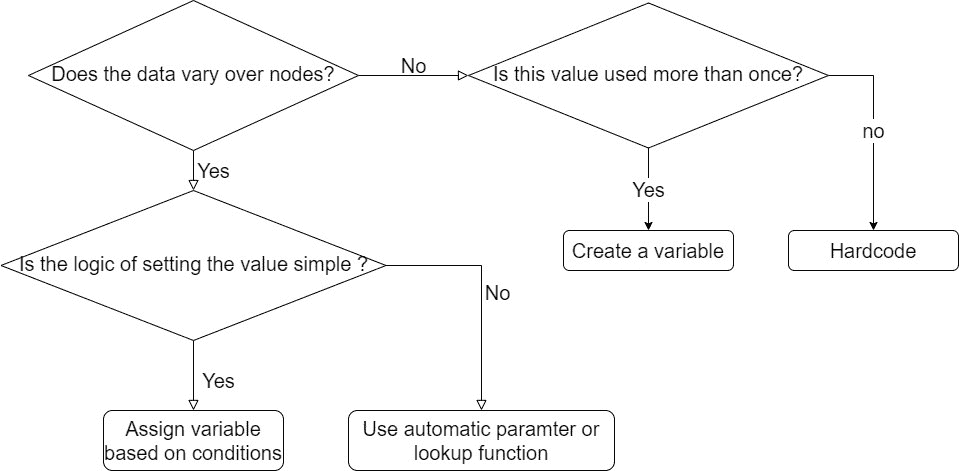 Does the data vary over nodes?
No
Is this value used more than once?
no
Yes
Yes
Create a variable
Hardcode
Is the logic of setting the value simple ?
No
Yes
Assign variable
based on conditions
Use automatic paramter or
lookup function